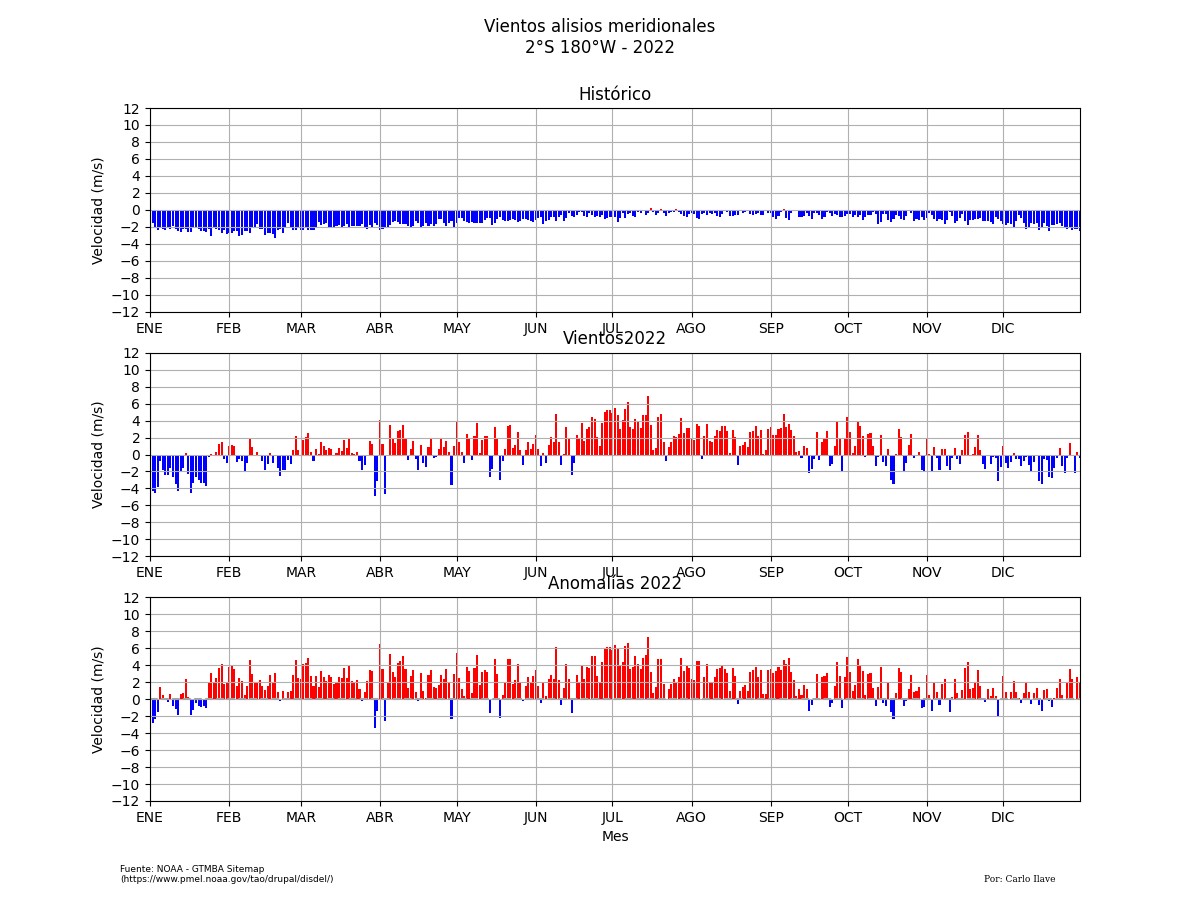 Vientos alisios meridionales
2°S 180°W - 2022
Histórico
12
10
8
6
4
2
0
−2
−4
−6
−8
−10
−12
Velocidad (m/s)
ENE FEB MAR ABR MAY JUN JUL AGO SEP OCT NOV DIC
Vientos2022
12
10
8
6
4
2
0
−2
−4
−6
−8
−10
−12
Velocidad (m/s)
ENE FEB MAR ABR MAY JUN JUL AGO SEP OCT NOV DIC
Anomalías 2022
12
10
8
6
4
2
0
−2
−4
−6
−8
−10
−12
Velocidad (m/s)
ENE FEB MAR ABR MAY JUN JUL AGO SEP OCT NOV DIC
Mes
Fuente: NOAA - GTMBA Sitemap
(https://www.pmel.noaa.gov/tao/drupal/disdel/)
Por: Carlo Ilave